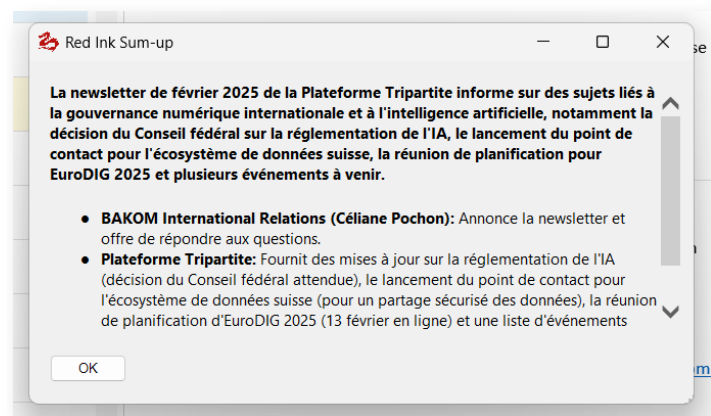 Red Ink Sum-up
La newsletter de février 2025 de la Plateforme Tripartite informe sur des sujets liés à
la gouvernance numérique internationale et à l'intelligence artificielle, notamment la
décision du Conseil fédéral sur la réglementation de l'IA, le lancement du point de
contact pour l'écosystème de données suisse, la réunion de planification pour
EuroDIG 2025 et plusieurs événements à venir.
● BAKOM International Relations (Céliane Pochon): Annonce la newsletter et
offre de répondre aux questions.
● Plateforme Tripartite: Fournit des mises à jour sur la réglementation de l'IA
(décision du Conseil fédéral attendue), le lancement du point de contact pour
l'écosystème de données suisse (pour un partage sécurisé des données), la réunion
de planification d'EuroDIG 2025 (13 février en ligne) et une liste d'événements
OK
se
om